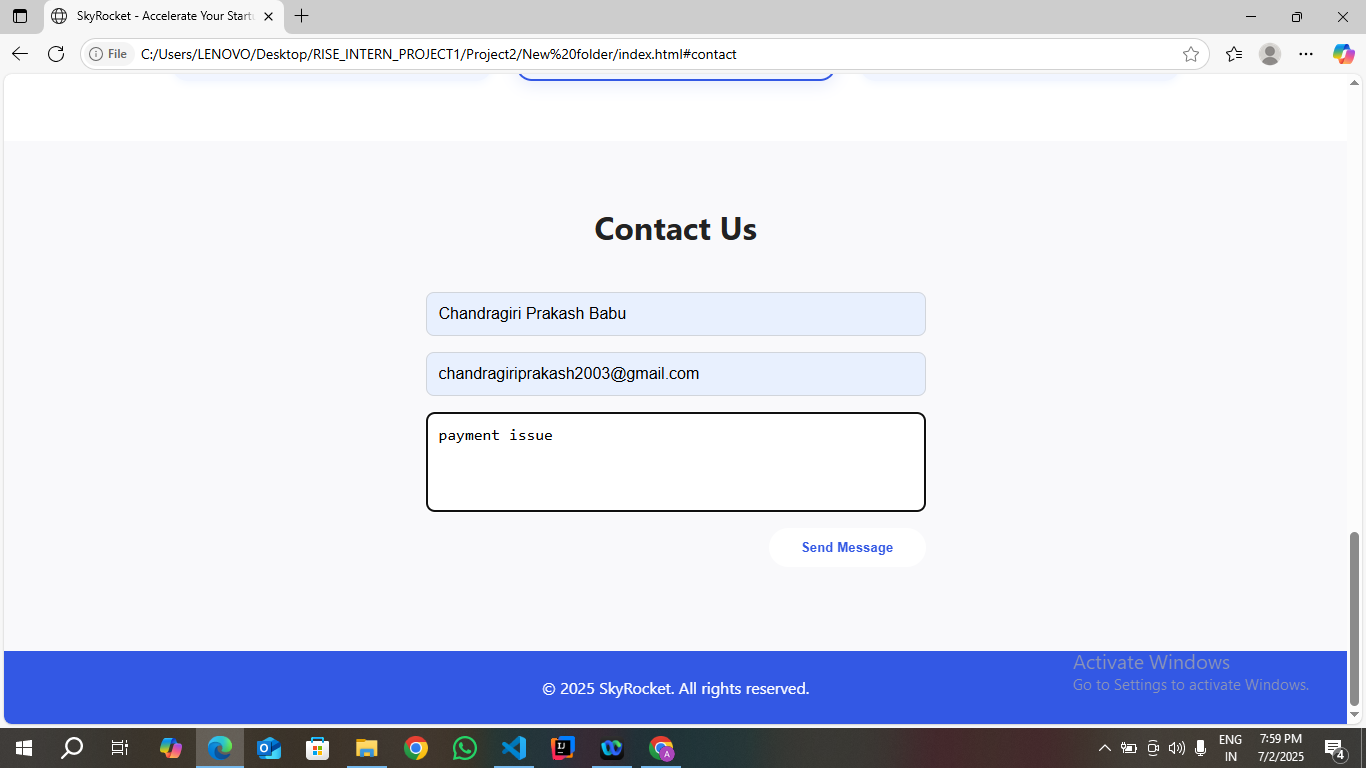 SkyRocket - Accelerate Your Startu
File
C:/Users/LENOVO/Desktop/RISE_INTERN_PROJECT1/Project2/New%20folder/index.html#contact
Contact Us
Chandragiri Prakash Babu
chandragiriprakash2003@gmail.com
payment issue
Send Message
© 2025 SkyRocket. All rights reserved.
Activate Windows
Go to Settings to activate Windows.
ENG
IN
7:59 PM
7/2/2025
4